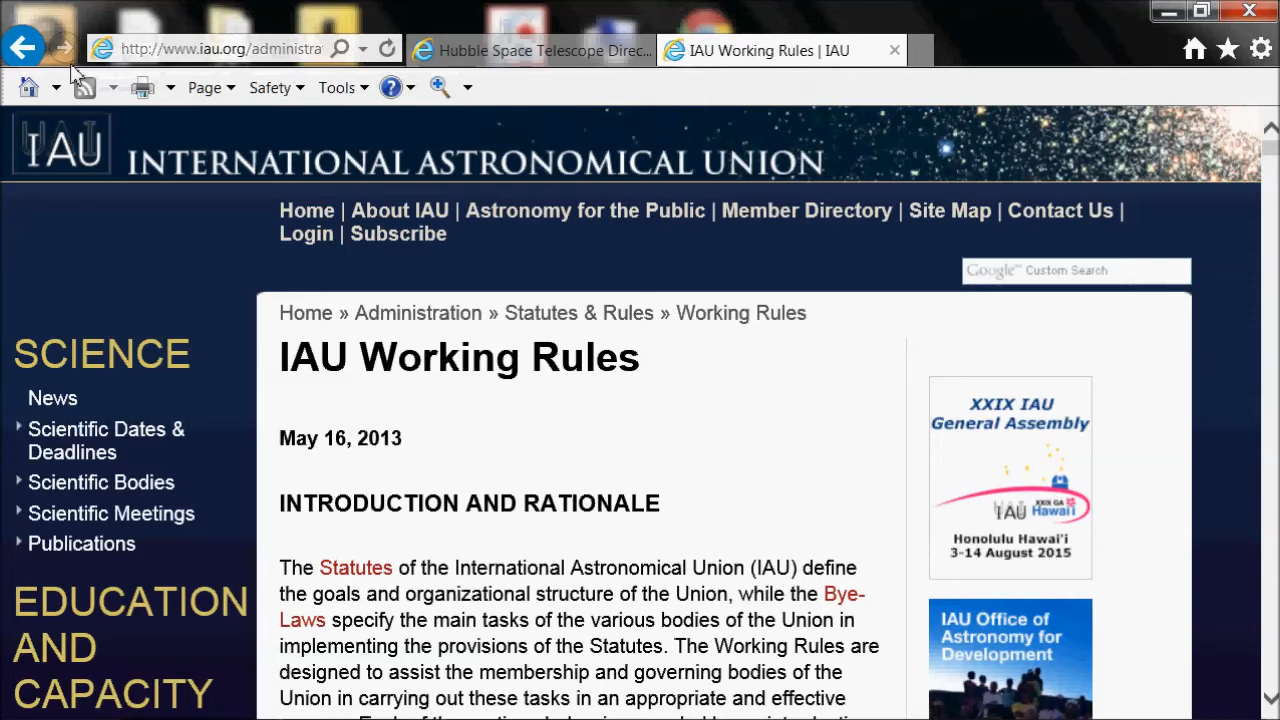 http://www.iau.org/administra
Hubble Space Telescope Direc...
IAU Working Rules | IAU
Page
Safety
Tools
IAU
INTERNATIONAL ASTRONOMICAL UNION
Home | About IAU | Astronomy for the Public | Member Directory | Site Map | Contact Us |
Login | Subscribe
Google™ Custom Search
Home » Administration » Statutes & Rules » Working Rules
IAU Working Rules
SCIENCE
News
Scientific Dates &
Deadlines
Scientific Bodies
Scientific Meetings
Publications
EDUCATION
AND
CAPACITY
May 16, 2013
INTRODUCTION AND RATIONALE
The Statutes of the International Astronomical Union (IAU) define
the goals and organizational structure of the Union, while the Bye-
Laws specify the main tasks of the various bodies of the Union in
implementing the provisions of the Statutes. The Working Rules are
designed to assist the membership and governing bodies of the
Union in carrying out these tasks in an appropriate and effective
XXIX IAU
General Assembly
IAU
XXIX GA
Hawai'i
Honolulu Hawai'i
3-14 August 2015
IAU Office of
Astronomy for
Development